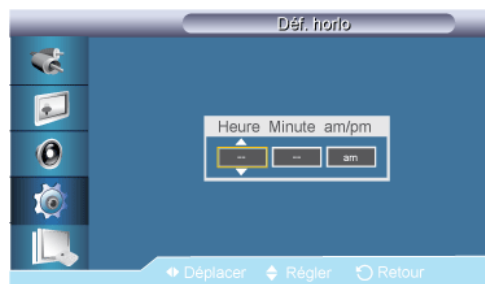 Déf. horlo
Heure Minute am/pm
-- -- am
Déplacer Régler Retour